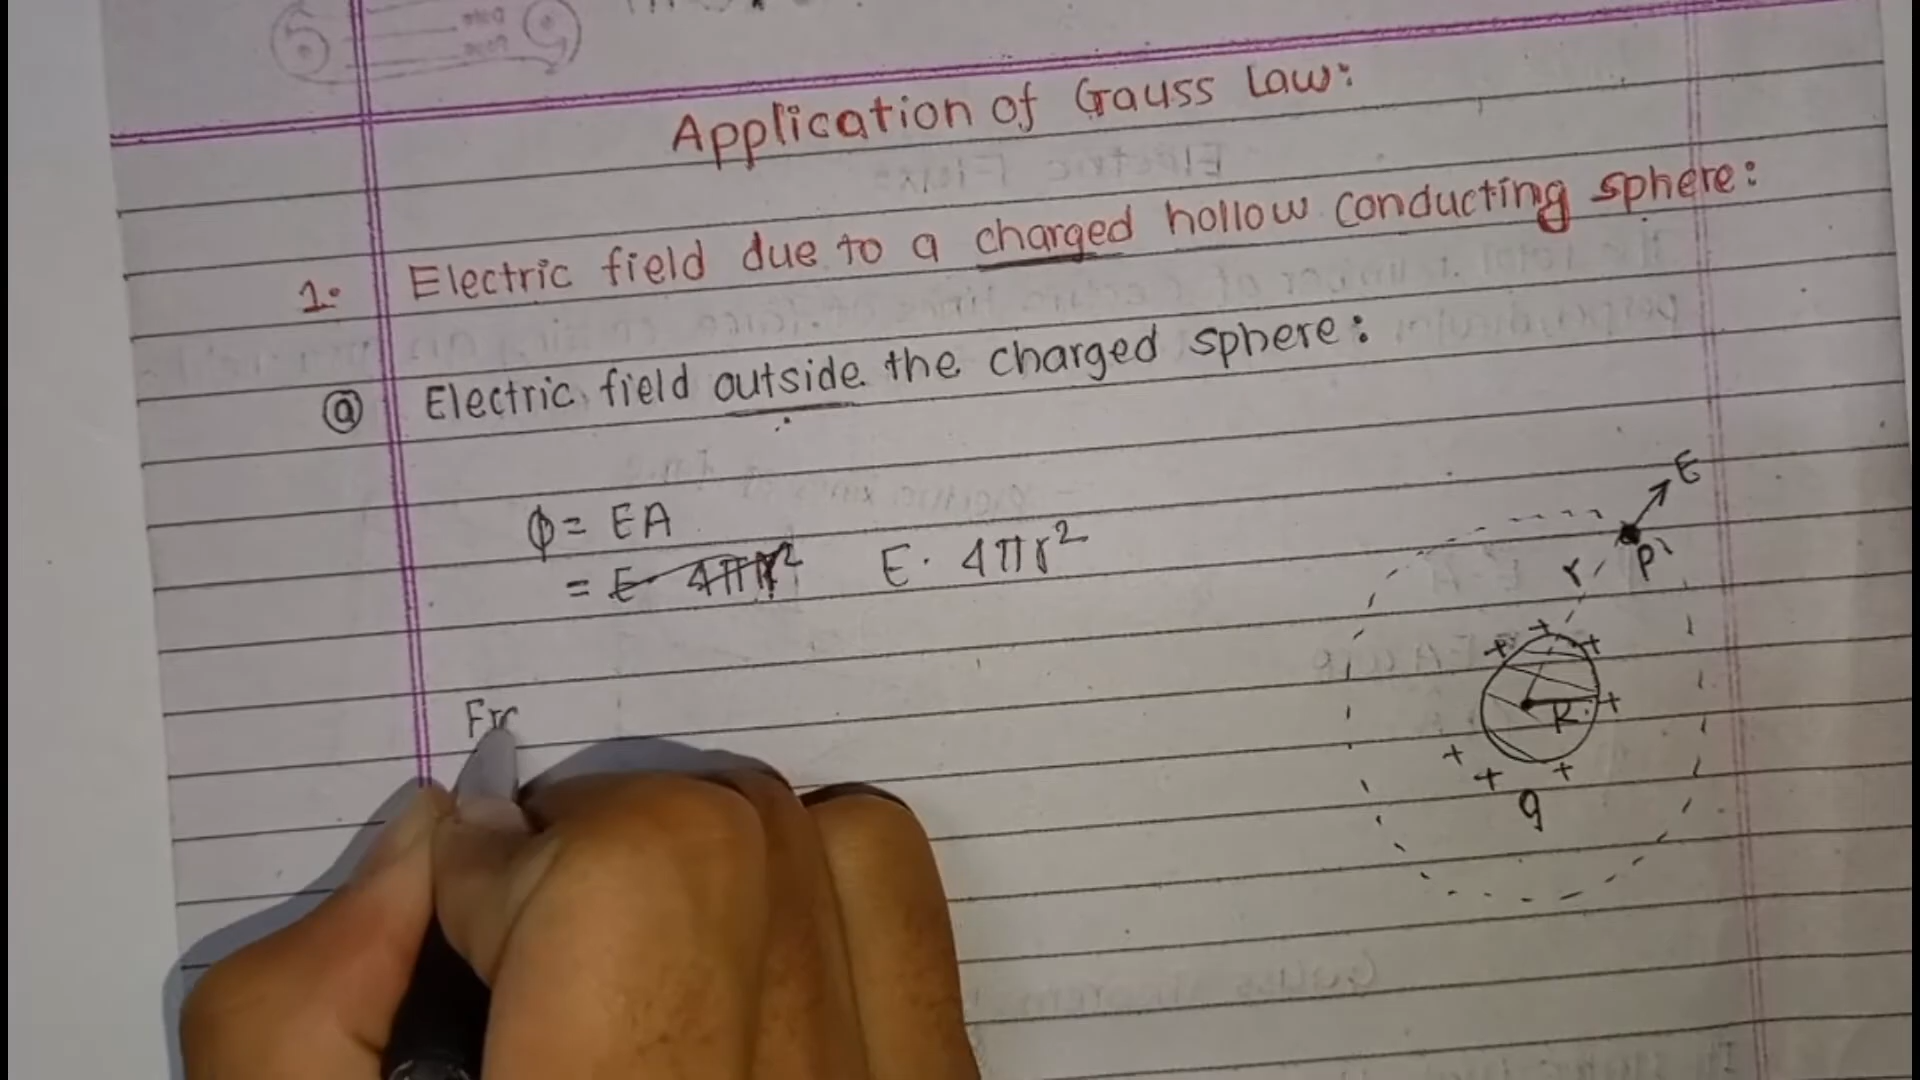 Application of Gauss Law:
1. Electric field due to a charged hollow conducting sphere:
ⓐ Electric field outside the charged sphere:
ϕ = EA
= E 4πr² E. 4πr²
E
P
r
+ + + +
R
+ + +
q
Fr